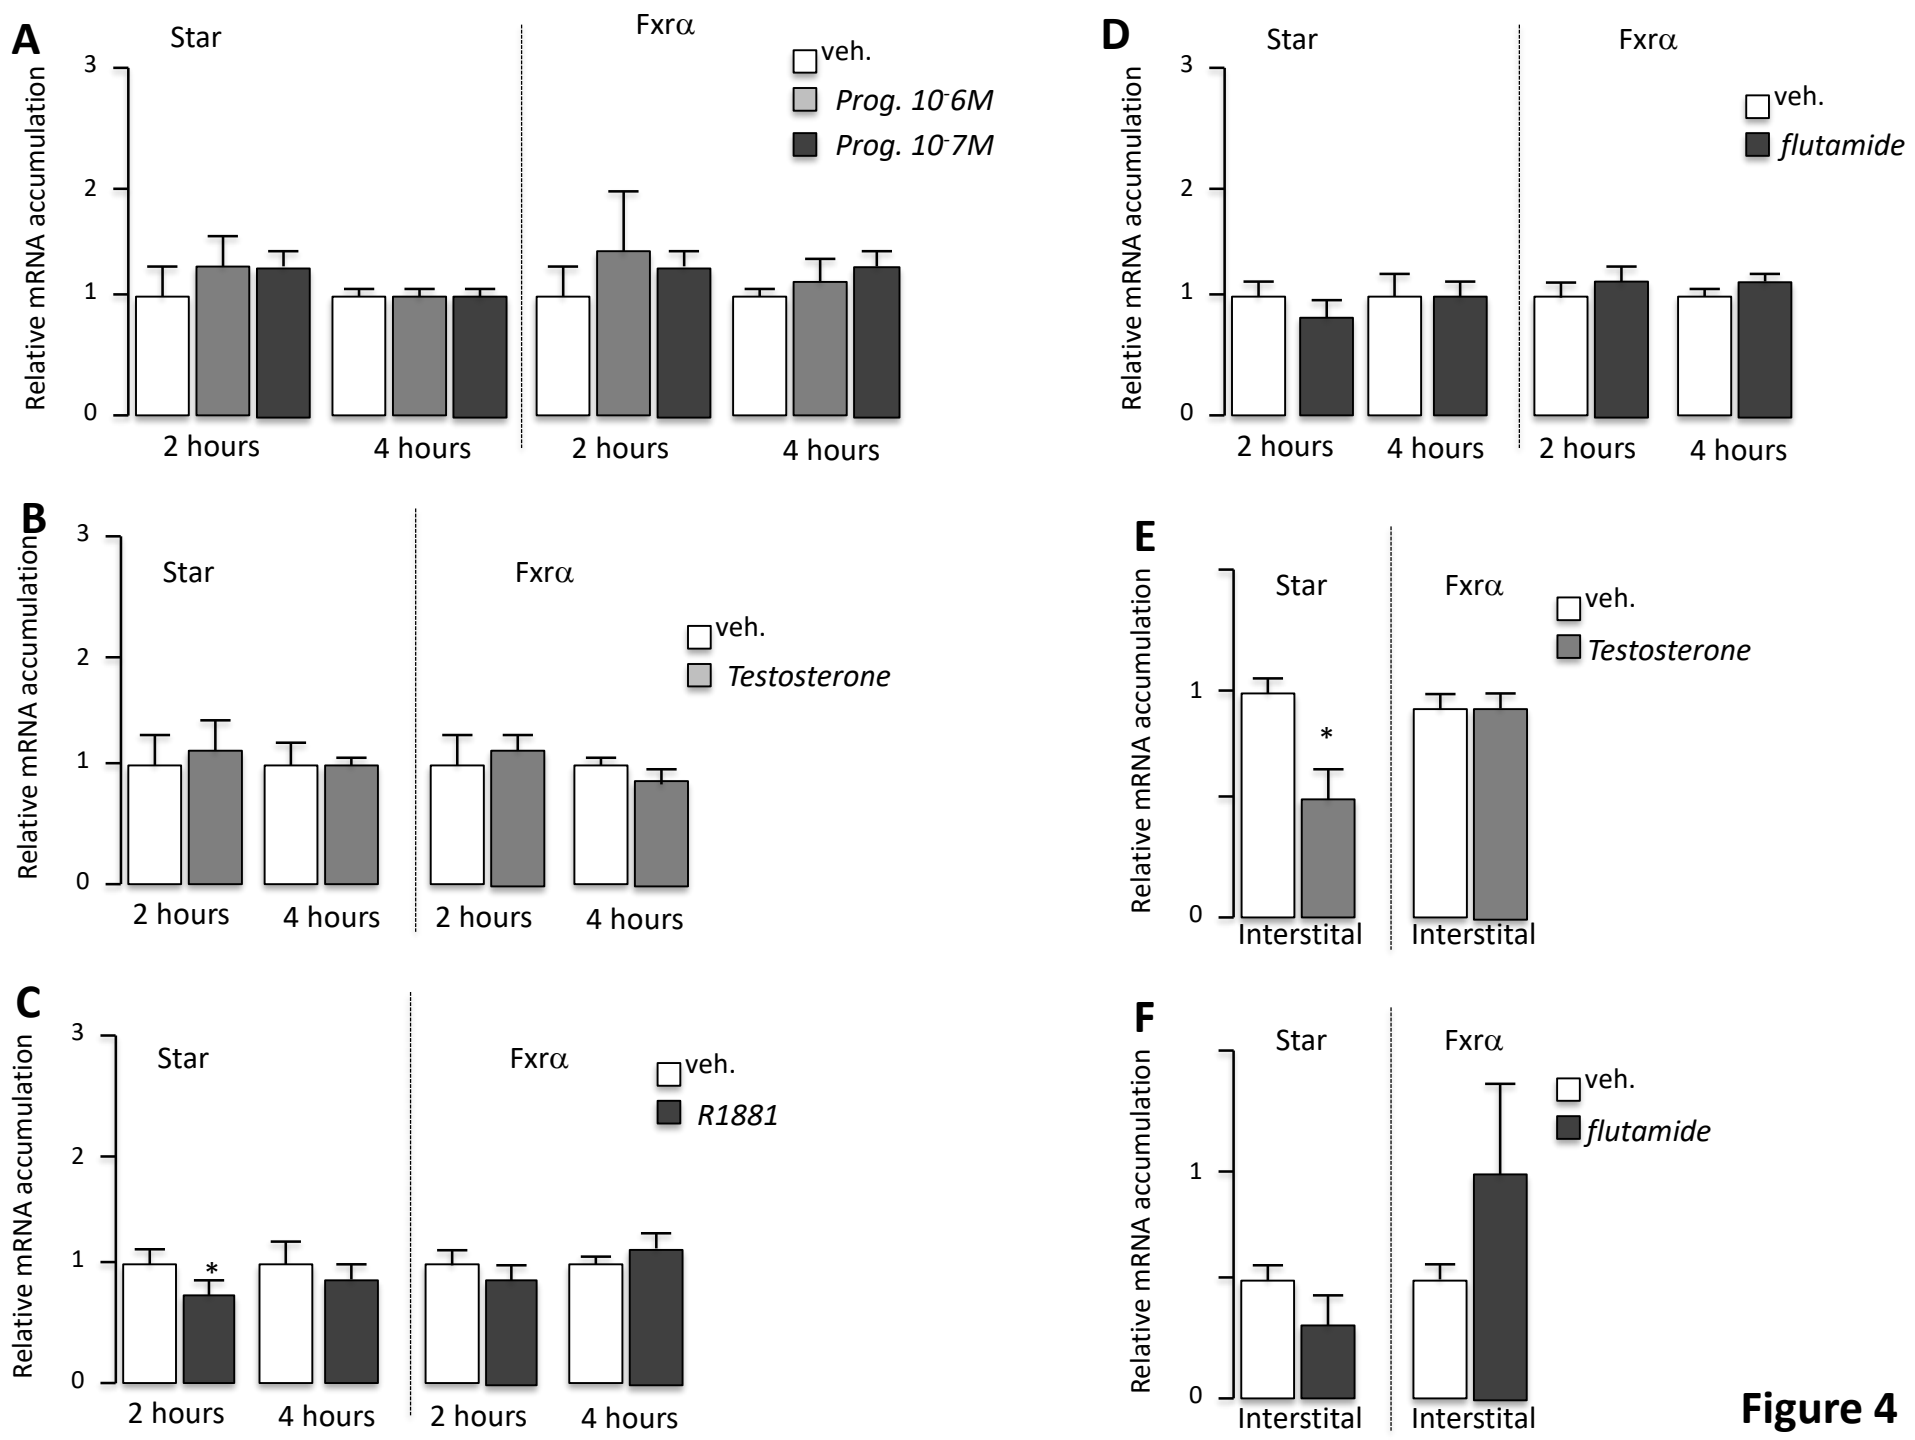 A
Star
Fxrα
veh.
Prog. 10-6M
Prog. 10-7M
Relative mRNA accumulation
3
2
1
0
2 hours
4 hours
2 hours
4 hours
B
Star
Fxrα
veh.
Testosterone
Relative mRNA accumulation
3
2
1
0
2 hours
4 hours
2 hours
4 hours
C
Star
Fxrα
veh.
R1881
Relative mRNA accumulation
3
2
1
0
*
2 hours
4 hours
2 hours
4 hours
D
Star
Fxrα
veh.
flutamide
Relative mRNA accumulation
3
2
1
0
2 hours
4 hours
2 hours
4 hours
E
Star
Fxrα
veh.
Testosterone
Relative mRNA accumulation
1
0
*
Interstital
Interstital
F
Star
Fxrα
veh.
flutamide
Relative mRNA accumulation
1
0
Interstital
Interstital
Figure 4